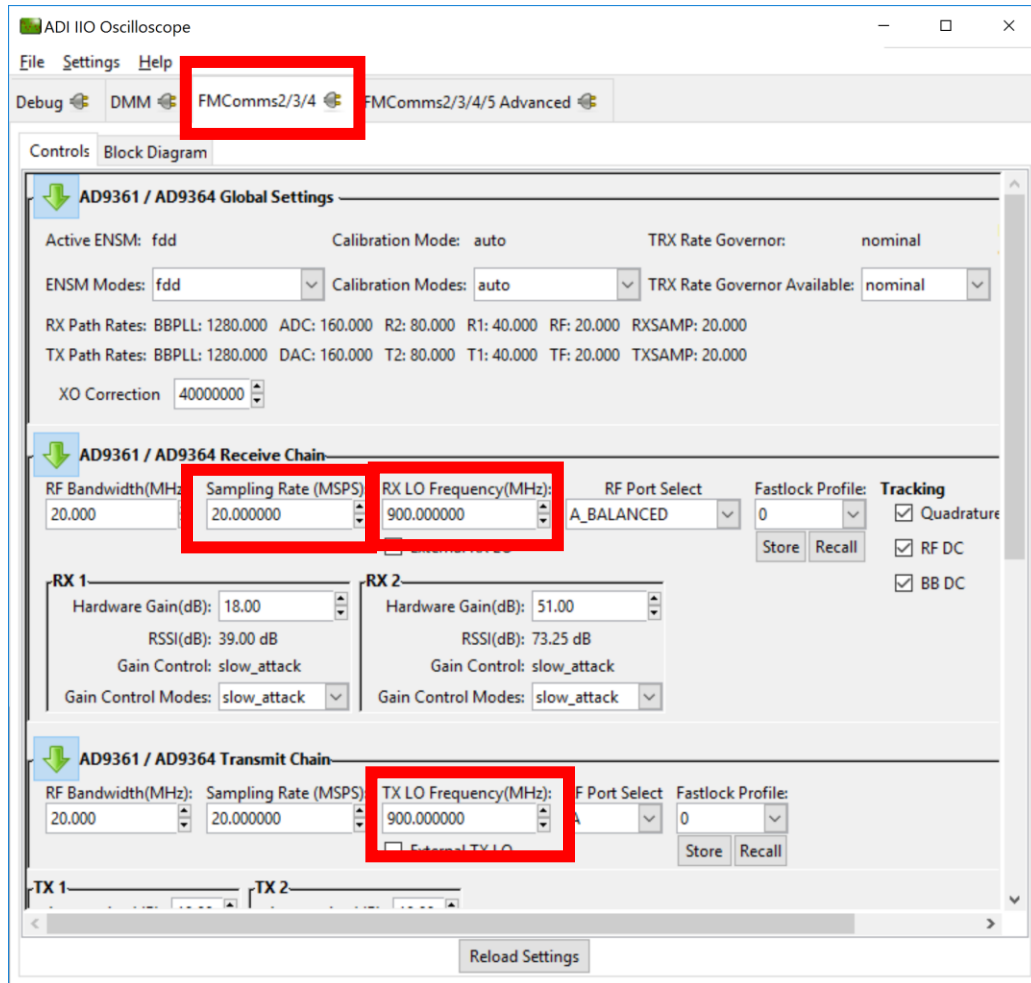 ADI IIO Oscilloscope
File Settings Help
Debug DMM FMComms2/3/4 FMComms2/3/4/5 Advanced
Controls Block Diagram
AD9361 / AD9364 Global Settings
Active ENSM: fdd Calibration Mode: auto TRX Rate Governor: nominal
ENSM Modes: fdd Calibration Modes: auto TRX Rate Governor Available: nominal
RX Path Rates: BBPLL: 1280.000 ADC: 160.000 R2: 80.000 R1: 40.000 RF: 20.000 RXSAMP: 20.000
TX Path Rates: BBPLL: 1280.000 DAC: 160.000 T2: 80.000 T1: 40.000 TF: 20.000 TXSAMP: 20.000
XO Correction 40000000
AD9361 / AD9364 Receive Chain
RF Bandwidth(MHz Sampling Rate (MSPS) RX LO Frequency(MHz): RF Port Select Fastlock Profile: Tracking
20.000 20.000000 900.000000 A_BALANCED 0 Quadrature
Store Recall RF DC
BB DC
RX 1 RX 2
Hardware Gain(dB): 18.00 Hardware Gain(dB): 51.00
RSSI(dB): 39.00 dB RSSI(dB): 73.25 dB
Gain Control: slow_attack Gain Control: slow_attack
Gain Control Modes: slow_attack Gain Control Modes: slow_attack
AD9361 / AD9364 Transmit Chain
RF Bandwidth(MHz): Sampling Rate (MSPS) TX LO Frequency(MHz): F Port Select Fastlock Profile:
20.000 20.000000 900.000000 A 0
External TX LO Store Recall
TX 1 TX 2
Reload Settings